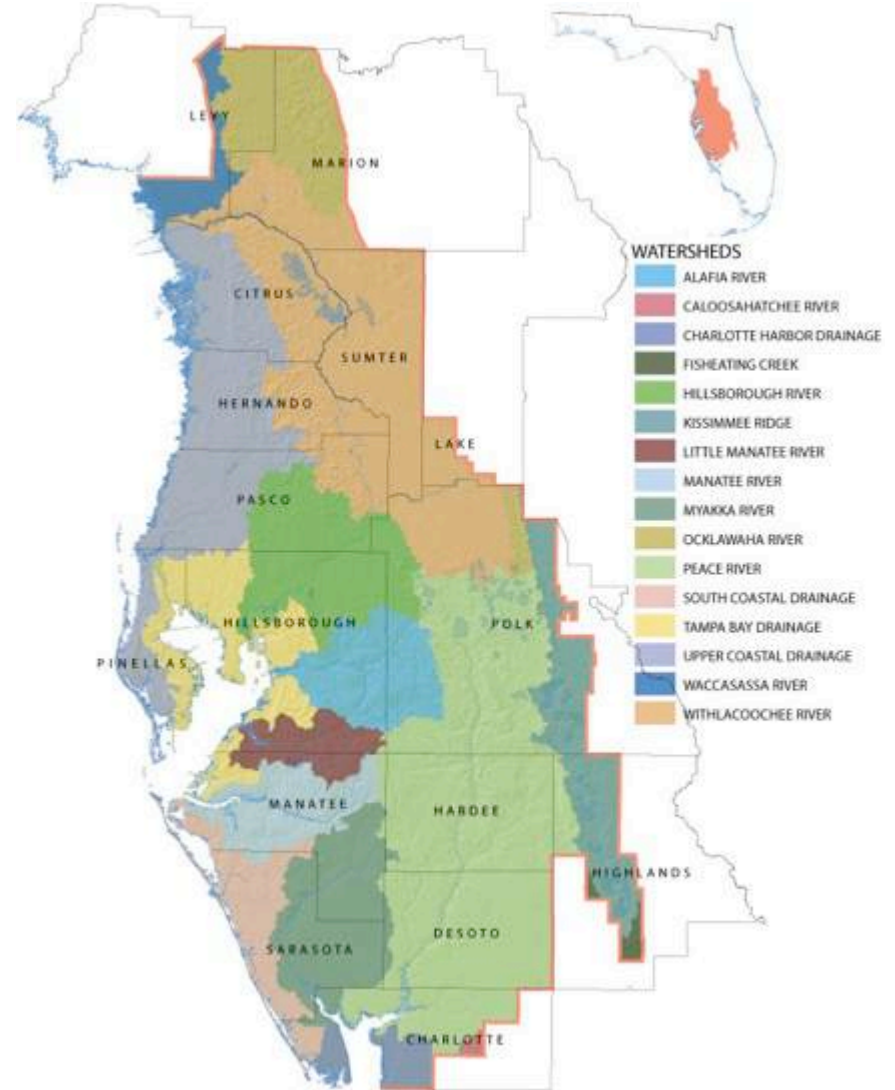 LEVY
MARION
CITRUS
SUMTER
HERNANDO
LAKE
PASCO
HILLSBOROUGH
POLK
PINELLAS
MANATEE
HARDEE
HIGHLANDS
DESOTO
SARASOTA
CHARLOTTE
WATERSHEDS
ALAFIA RIVER
CALOOSAHATCHEE RIVER
CHARLOTTE HARBOR DRAINAGE
FISHEATING CREEK
HILLSBOROUGH RIVER
KISSIMMEE RIDGE
LITTLE MANATEE RIVER
MANATEE RIVER
MYAKKA RIVER
OCKLAWAHA RIVER
PEACE RIVER
SOUTH COASTAL DRAINAGE
TAMPA BAY DRAINAGE
UPPER COASTAL DRAINAGE
WACCASASSA RIVER
WITHLACOOCHEE RIVER